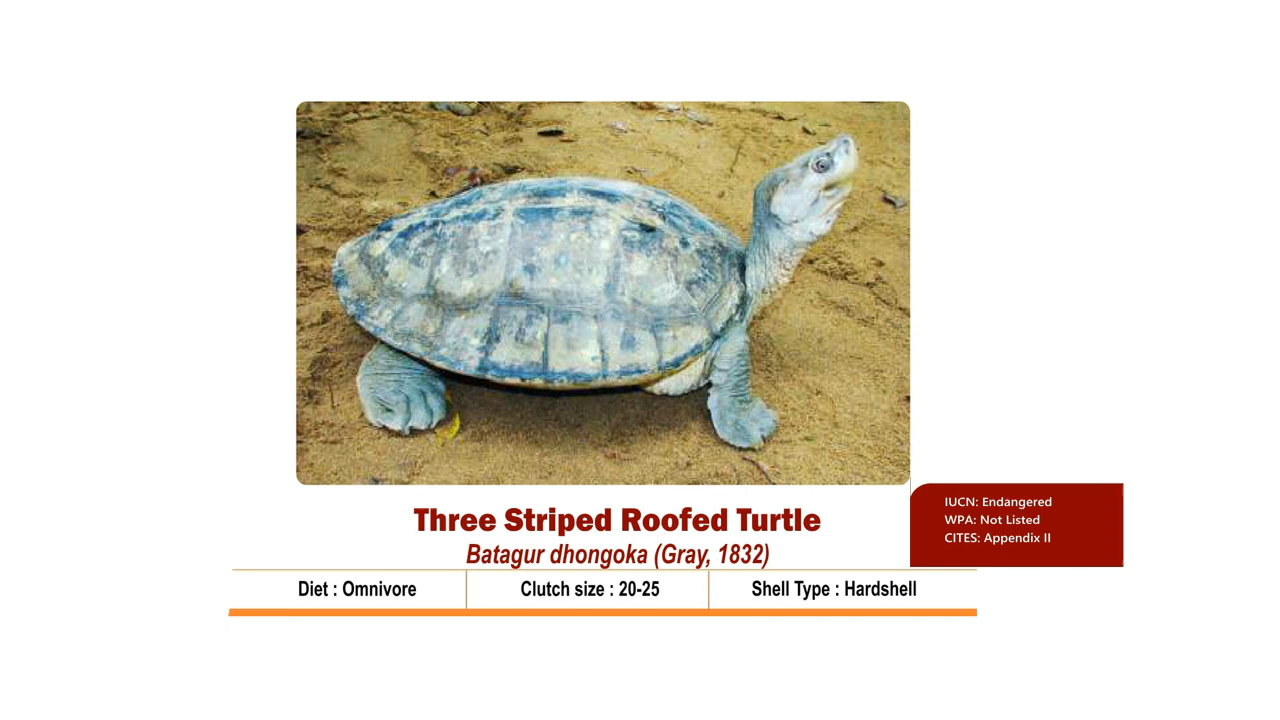 Three Striped Roofed Turtle
Batagur dhongoka (Gray, 1832)
IUCN: Endangered
WPA: Not Listed
CITES: Appendix II
Diet : Omnivore
Clutch size : 20-25
Shell Type : Hardshell